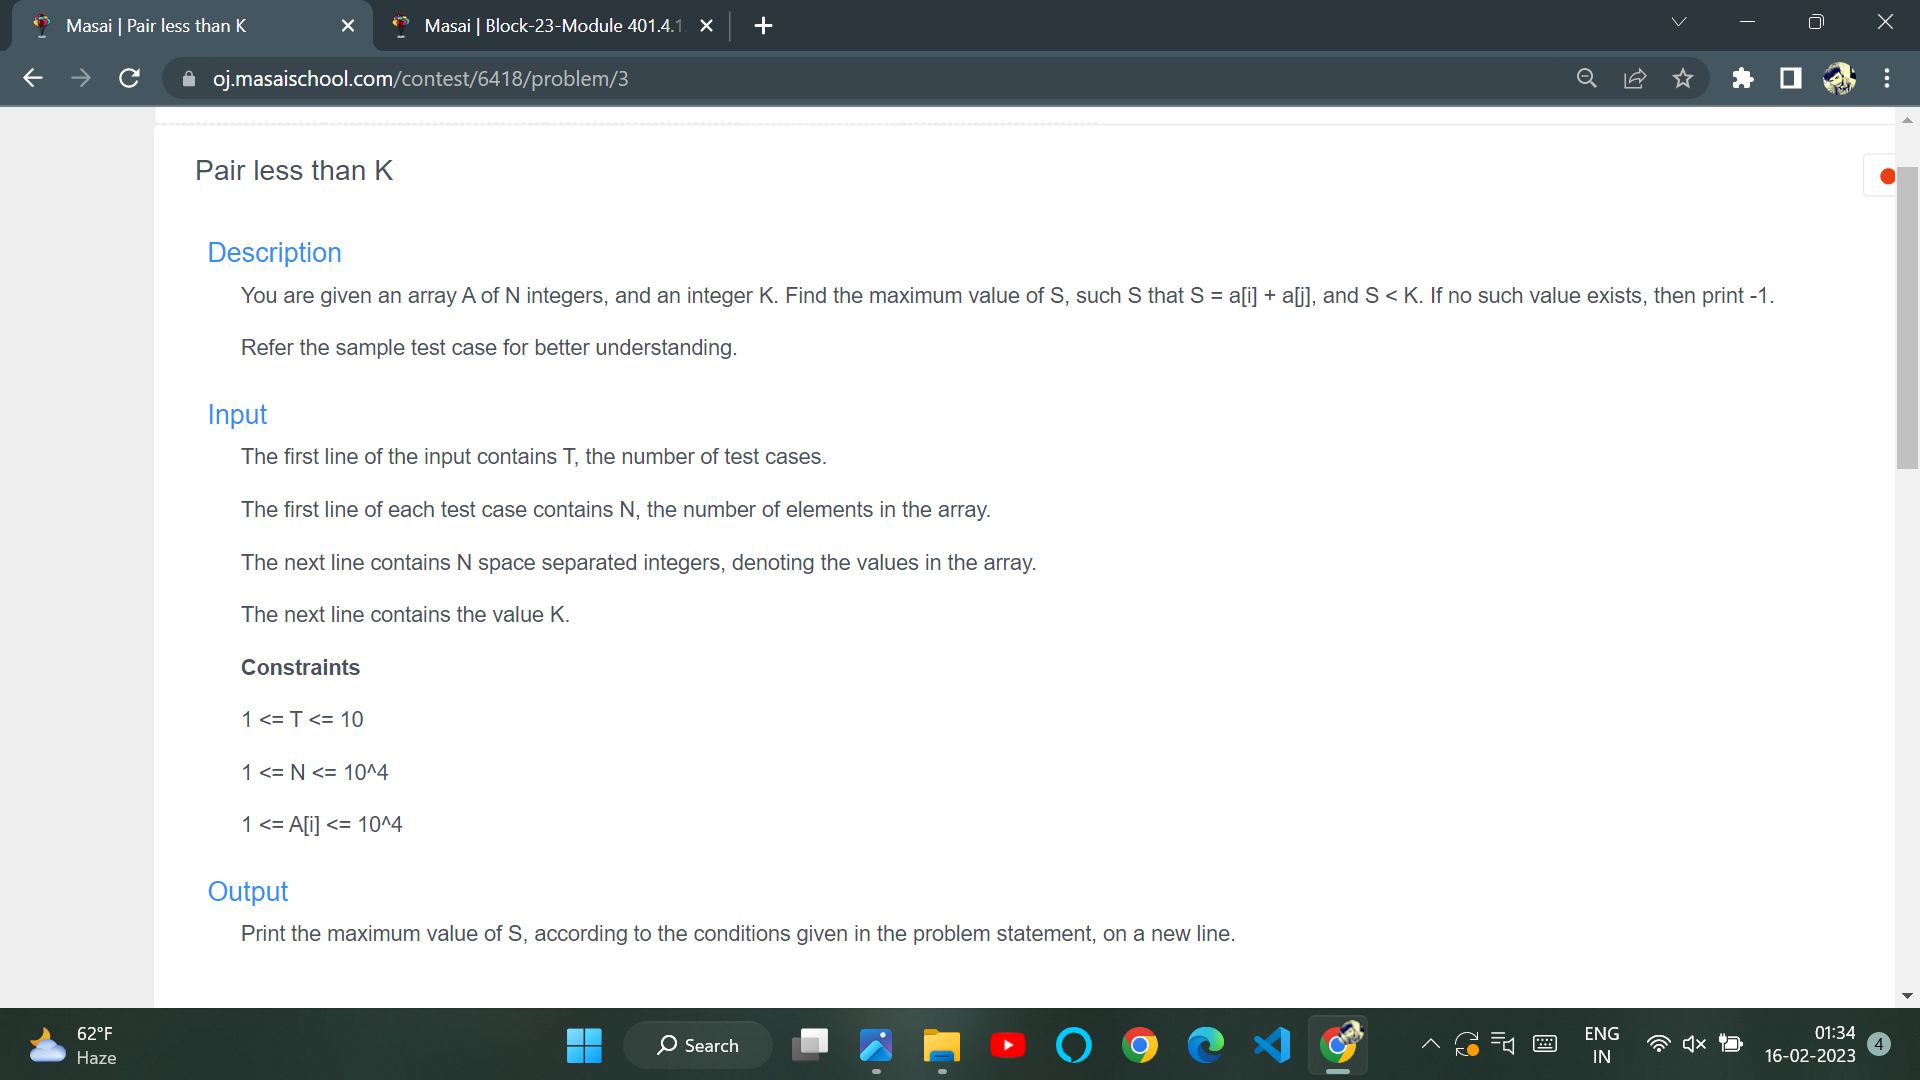 Masai | Pair less than K
Masai | Block-23-Module 401.4.1
oj.masaischool.com/contest/6418/problem/3
Pair less than K
Description
You are given an array A of N integers, and an integer K. Find the maximum value of S, such S that S = a[i] + a[j], and S < K. If no such value exists, then print -1.
Refer the sample test case for better understanding.
Input
The first line of the input contains T, the number of test cases.
The first line of each test case contains N, the number of elements in the array.
The next line contains N space separated integers, denoting the values in the array.
The next line contains the value K.
Constraints
1 <= T <= 10
1 <= N <= 10^4
1 <= A[i] <= 10^4
Output
Print the maximum value of S, according to the conditions given in the problem statement, on a new line.
62°F
Haze
Search
ENG
IN
01:34
16-02-2023
4